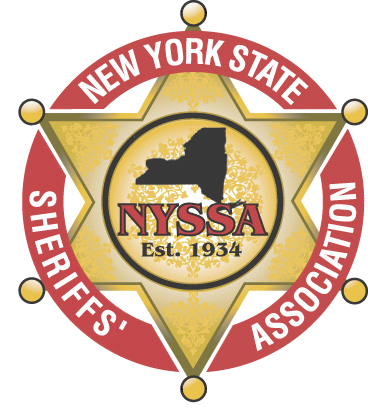 NEW YORK STATE
SHERIFFS'
ASSOCIATION
NYSSA
Est. 1934